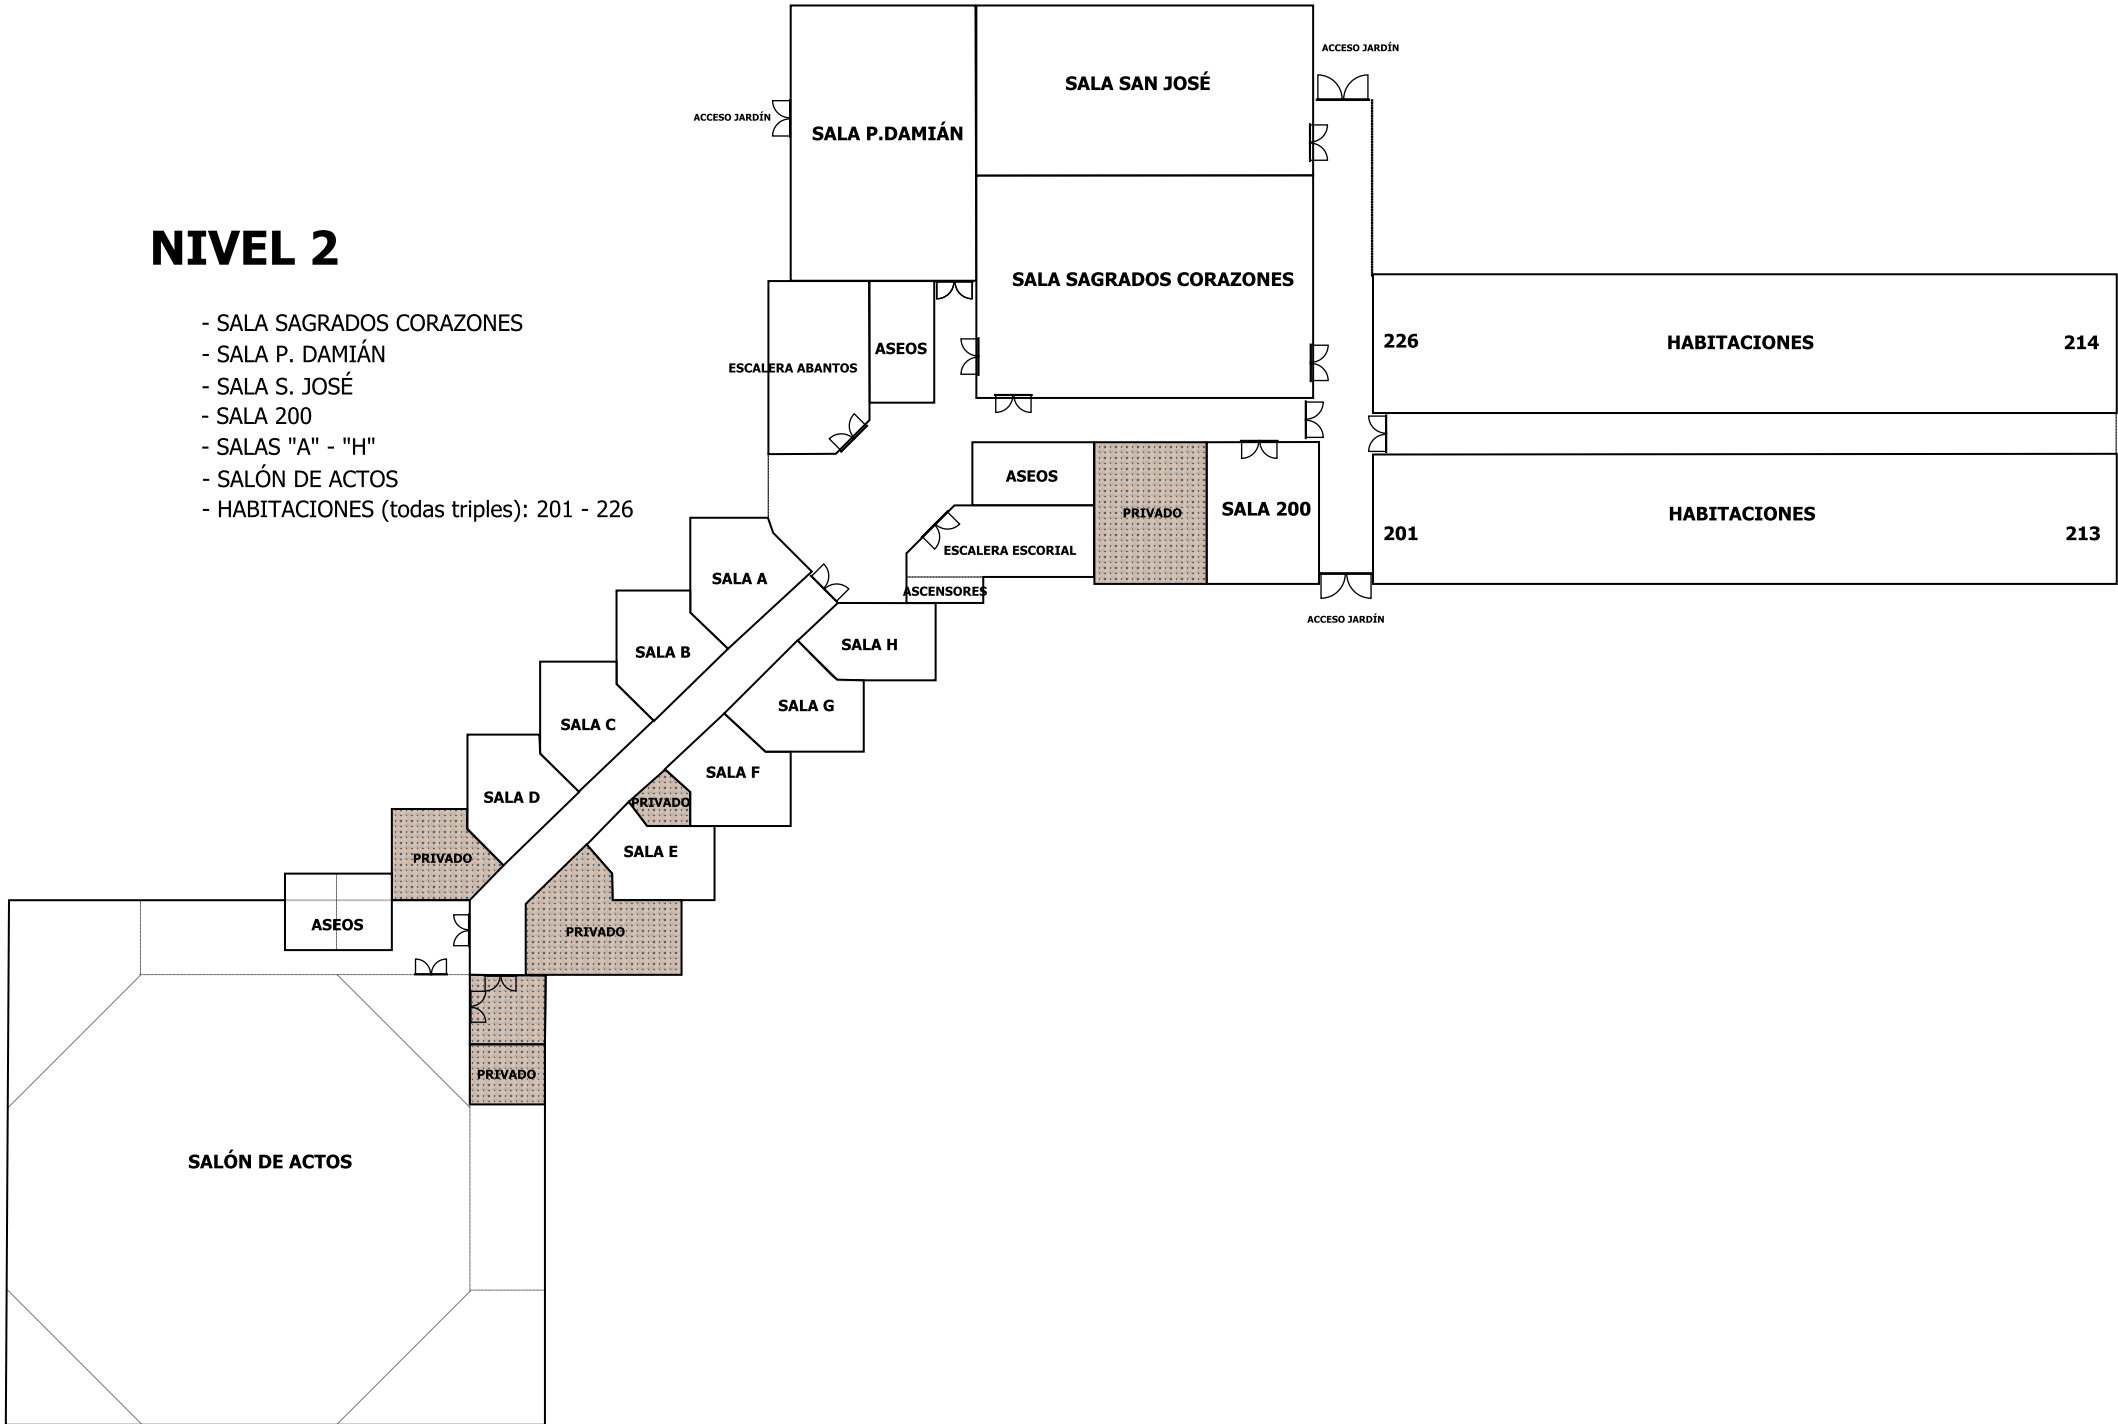 ACCESO JARDÍN
SALA SAN JOSÉ
ACCESO JARDÍN
SALA P.DAMIÁN
NIVEL 2
- SALA SAGRADOS CORAZONES
- SALA P. DAMIÁN
- SALA S. JOSÉ
- SALA 200
- SALAS "A" - "H"
- SALÓN DE ACTOS
- HABITACIONES (todas triples): 201 - 226
SALA SAGRADOS CORAZONES
226
HABITACIONES
214
ASEOS
ESCALERA ABANTOS
ASEOS
PRIVADO
SALA 200
HABITACIONES
201
213
ESCALERA ESCORIAL
ASCENSORES
ACCESO JARDÍN
SALA A
SALA H
SALA B
SALA G
SALA C
SALA F
SALA D
PRIVADO
SALA E
PRIVADO
ASEOS
PRIVADO
PRIVADO
SALÓN DE ACTOS